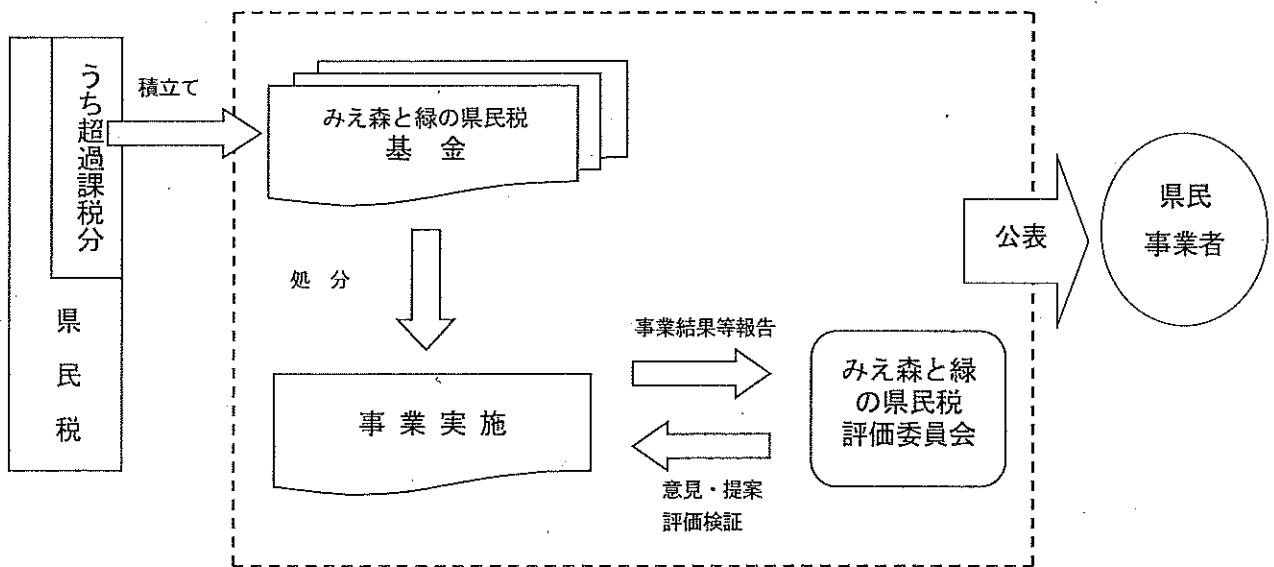 うち超過課税分
県民税
積立て
みえ森と緑の県民税
基 金
処 分
事 業 実 施
事業結果等報告
意見・提案
評価検証
みえ森と緑
の県民税
評価委員会
公表
県民
事業者